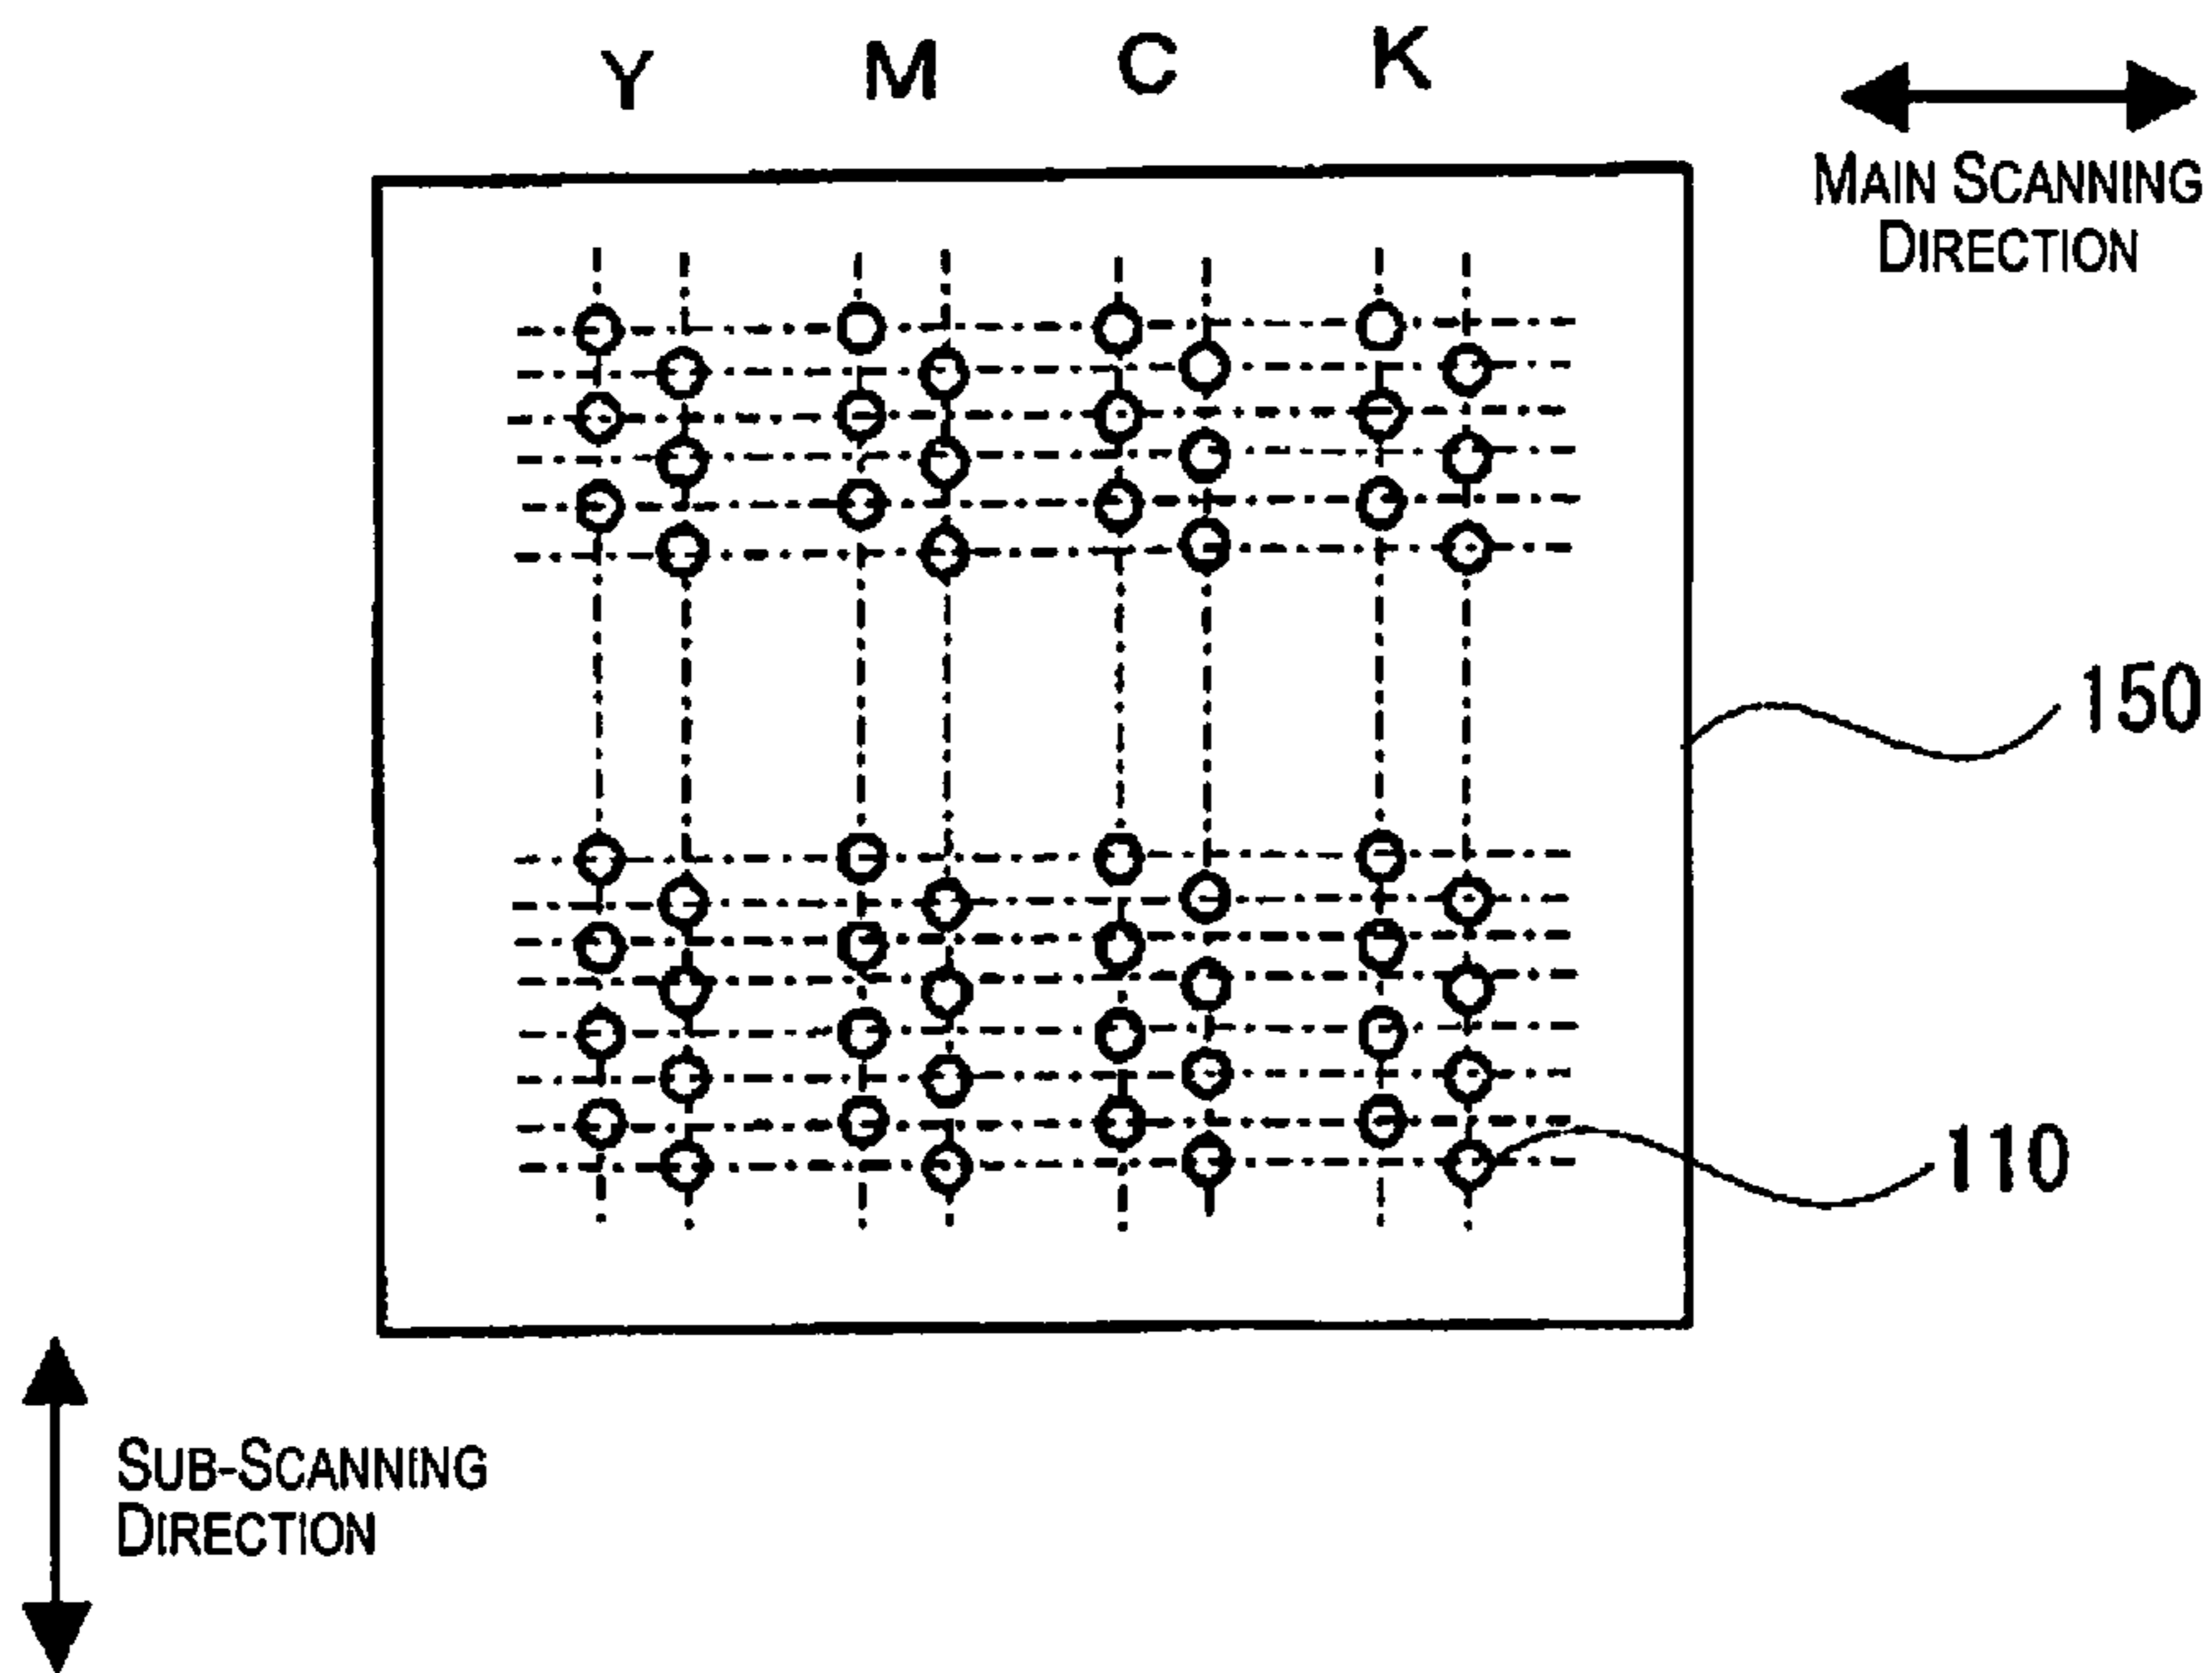 Y M C K
MAIN SCANNING
DIRECTION
150
110
SUB-SCANNING
DIRECTION